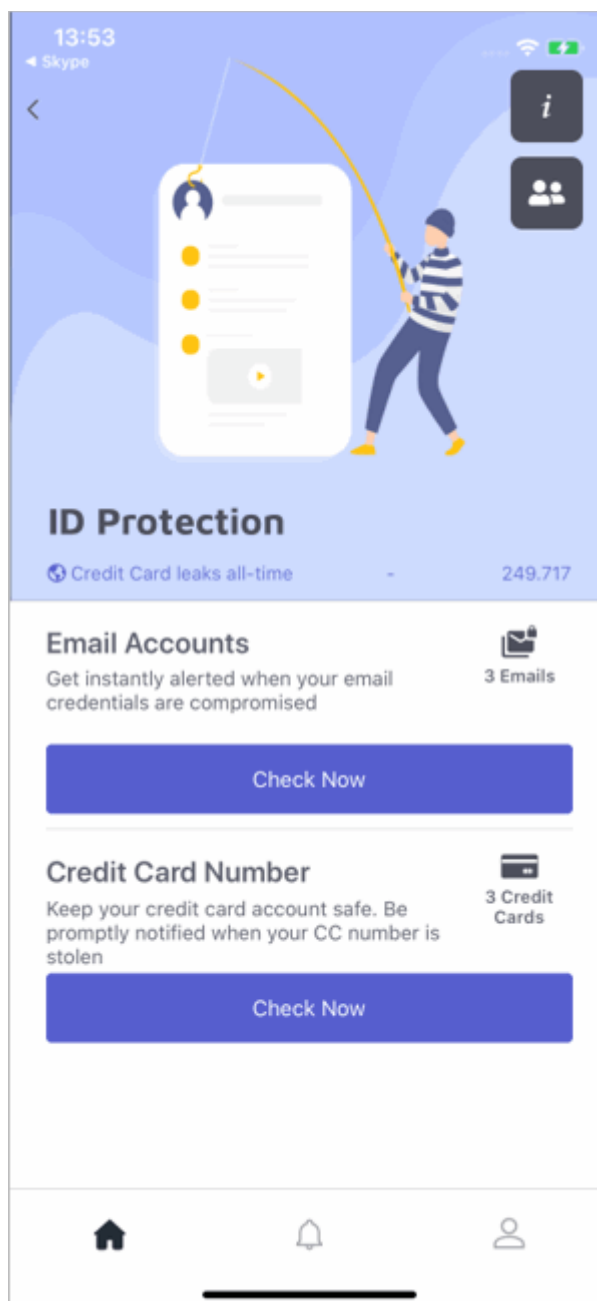 13:53
◀ Skype
i
ID Protection
Credit Card leaks all-time - 249.717
Email Accounts
3 Emails
Get instantly alerted when your email
credentials are compromised
Check Now
Credit Card Number
3 Credit
Cards
Keep your credit card account safe. Be
promptly notified when your CC number is
stolen
Check Now